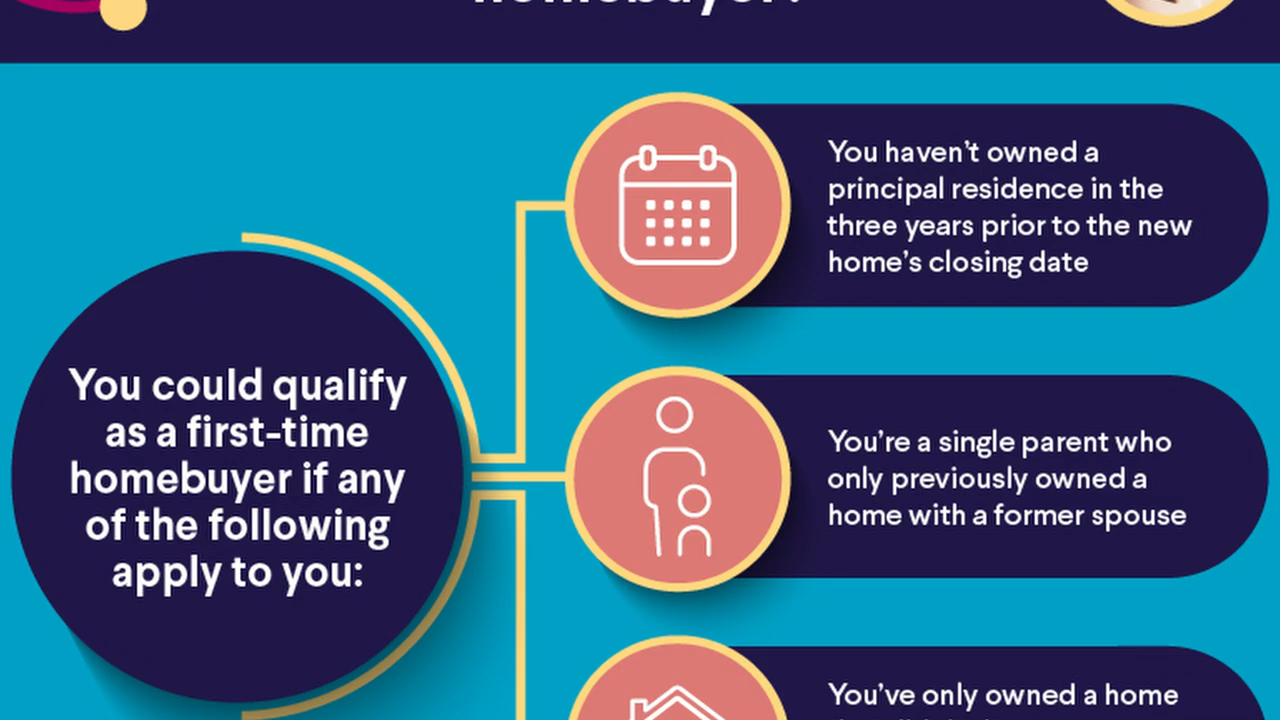 homebuyer?
You haven't owned a
principal residence in the
three years prior to the new
home's closing date
You could qualify
as a first-time
homebuyer if any
of the following
apply to you:
You're a single parent who
only previously owned a
home with a former spouse
You've only owned a home